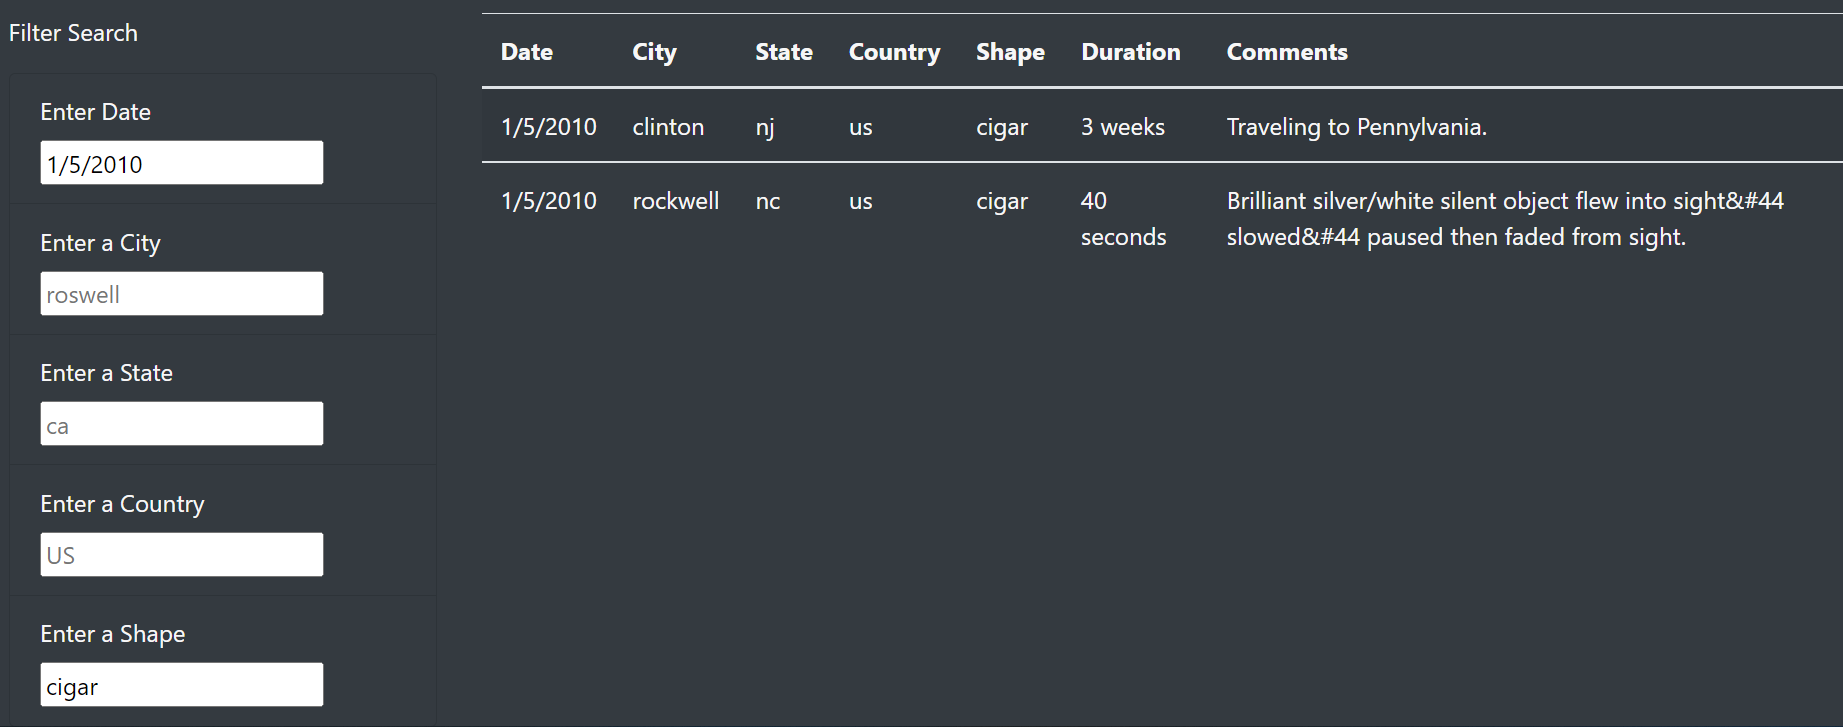 Filter Search
Enter Date
1/5/2010
Enter a City
roswell
Enter a State
ca
Enter a Country
US
Enter a Shape
cigar
Date City State Country Shape Duration Comments
1/5/2010 clinton nj us cigar 3 weeks Traveling to Pennylvania.
1/5/2010 rockwell nc us cigar 40 Brilliant silver/white silent object flew into sight&#44
seconds slowed&#44 paused then faded from sight.